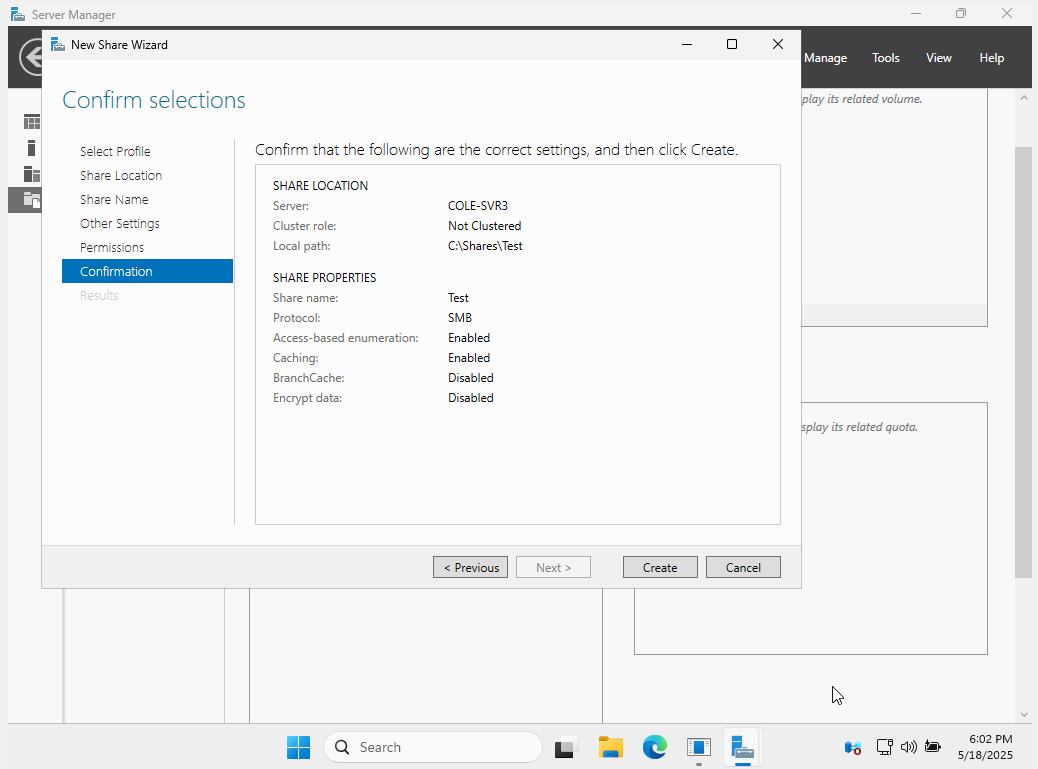 Server Manager
New Share Wizard
Manage Tools View Help
play its related volume.
Confirm selections
Select Profile
Share Location
Share Name
Other Settings
Permissions
Confirmation
Results
Confirm that the following are the correct settings, and then click Create.
SHARE LOCATION
Server: COLE-SVR3
Cluster role: Not Clustered
Local path: C:\Shares\Test
SHARE PROPERTIES
Share name: Test
Protocol: SMB
Access-based enumeration: Enabled
Caching: Enabled
BranchCache: Disabled
Encrypt data: Disabled
splay its related quota.
< Previous Next > Create Cancel
Search
6:02 PM
5/18/2025